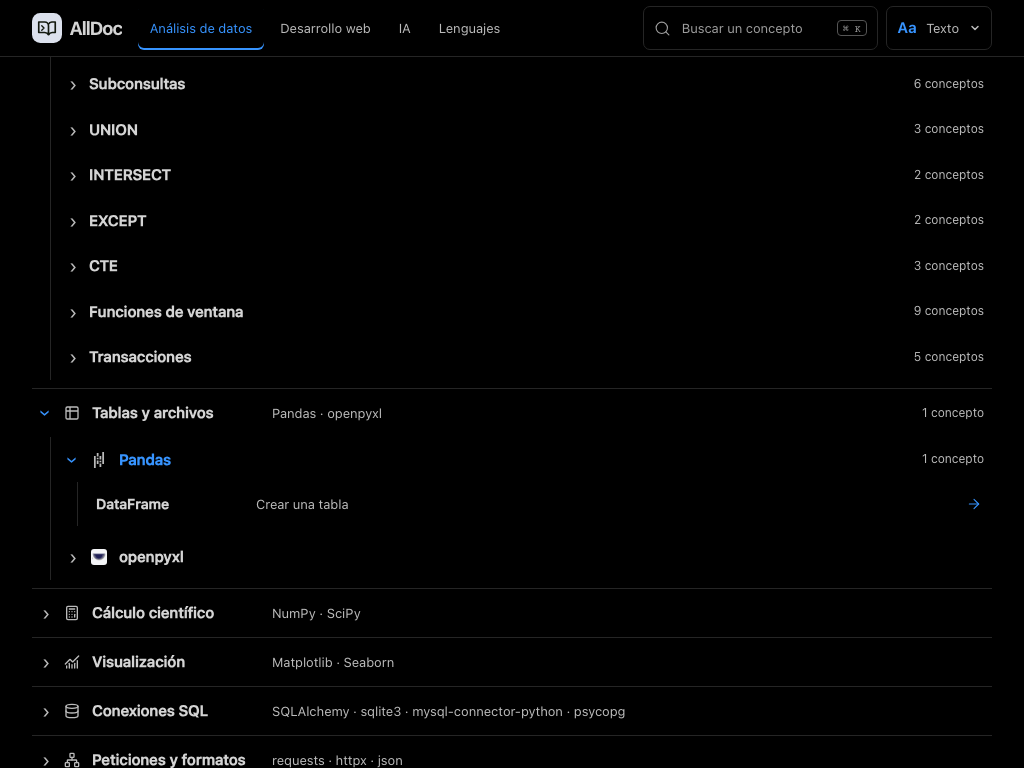 AllDoc Análisis de datos Desarrollo web IA Lenguajes Buscar un concepto ⌘ K Aa Texto
Subconsultas 6 conceptos
UNION 3 conceptos
INTERSECT 2 conceptos
EXCEPT 2 conceptos
CTE 3 conceptos
Funciones de ventana 9 conceptos
Transacciones 5 conceptos
Tablas y archivos Pandas · openpyxl 1 concepto
Pandas 1 concepto
DataFrame Crear una tabla
openpyxl
Cálculo científico NumPy · SciPy
Visualización Matplotlib · Seaborn
Conexiones SQL SQLAlchemy · sqlite3 · mysql-connector-python · psycopg
Peticiones y formatos requests · httpx · json